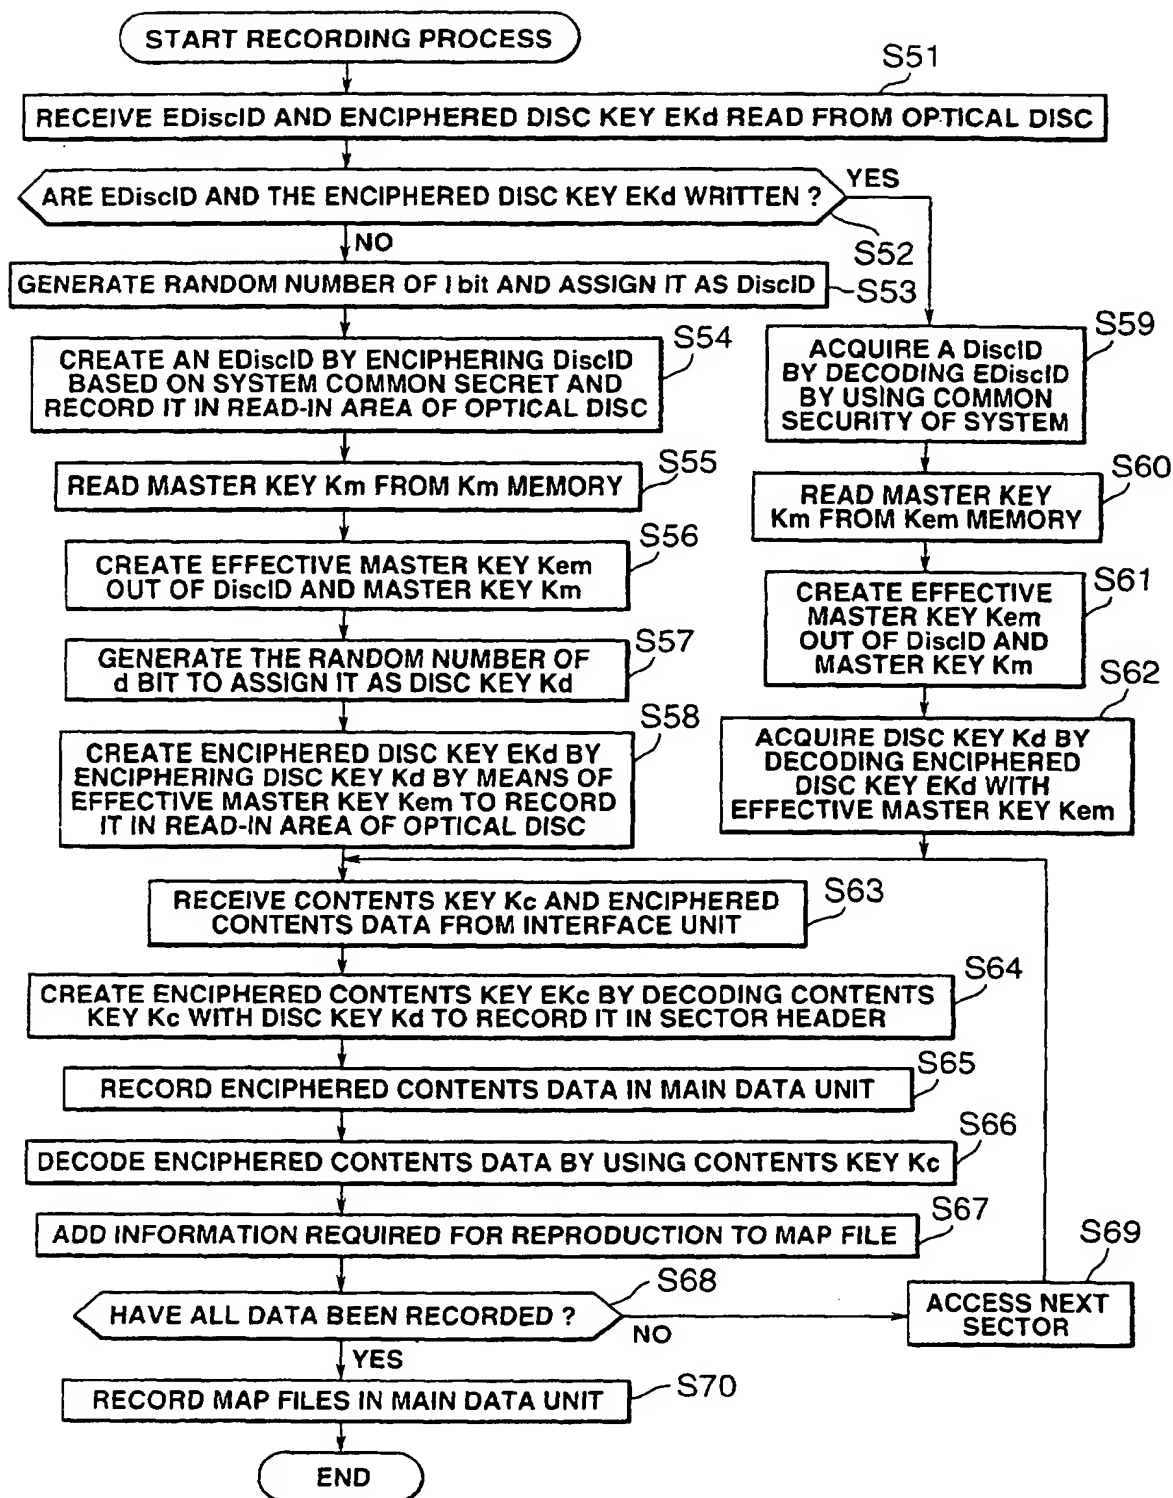 START RECORDING PROCESS
S51
RECEIVE EDiscID AND ENCIPHERED DISC KEY EKd READ FROM OPTICAL DISC
ARE EDiscID AND THE ENCIPHERED DISC KEY EKd WRITTEN ?
YES
S52
NO
GENERATE RANDOM NUMBER OF l bit AND ASSIGN IT AS DiscID
S53
S54
CREATE AN EDiscID BY ENCIPHERING DiscID
BASED ON SYSTEM COMMON SECRET AND
RECORD IT IN READ-IN AREA OF OPTICAL DISC
S55
READ MASTER KEY Km FROM Km MEMORY
S56
CREATE EFFECTIVE MASTER KEY Kem
OUT OF DiscID AND MASTER KEY Km
S57
GENERATE THE RANDOM NUMBER OF
d BIT TO ASSIGN IT AS DISC KEY Kd
S58
CREATE ENCIPHERED DISC KEY EKd BY
ENCIPHERING DISC KEY Kd BY MEANS OF
EFFECTIVE MASTER KEY Kem TO RECORD
IT IN READ-IN AREA OF OPTICAL DISC
S59
ACQUIRE A DiscID
BY DECODING EDiscID
BY USING COMMON
SECURITY OF SYSTEM
S60
READ MASTER KEY
Km FROM Kem MEMORY
S61
CREATE EFFECTIVE
MASTER KEY Kem
OUT OF DiscID AND
MASTER KEY Km
S62
ACQUIRE DISC KEY Kd BY
DECODING ENCIPHERED
DISC KEY EKd WITH
EFFECTIVE MASTER KEY Kem
S63
RECEIVE CONTENTS KEY Kc AND ENCIPHERED
CONTENTS DATA FROM INTERFACE UNIT
S64
CREATE ENCIPHERED CONTENTS KEY EKc BY DECODING CONTENTS
KEY Kc WITH DISC KEY Kd TO RECORD IT IN SECTOR HEADER
S65
RECORD ENCIPHERED CONTENTS DATA IN MAIN DATA UNIT
S66
DECODE ENCIPHERED CONTENTS DATA BY USING CONTENTS KEY Kc
S67
ADD INFORMATION REQUIRED FOR REPRODUCTION TO MAP FILE
S68
HAVE ALL DATA BEEN RECORDED ?
NO
S69
ACCESS NEXT
SECTOR
YES
RECORD MAP FILES IN MAIN DATA UNIT
S70
END